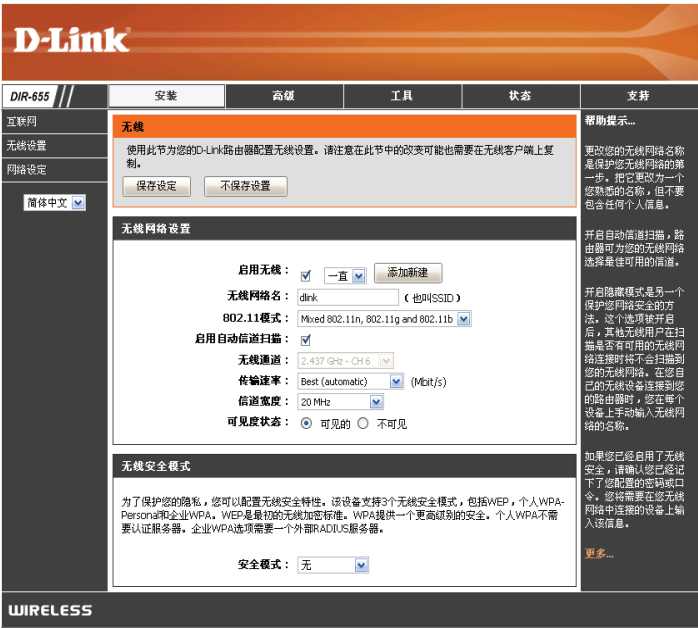 D-Link
DIR-655
安装
高级
工具
状态
支持
互联网
无线设置
网络设定
简体中文
无线
使用此节为您的D-Link路由器配置无线设置。请注意在此节中的改变可能也需要在无线客户端上复
制。
保存设定
不保存设置
无线网络设置
启用无线：
一直
添加新建
无线网络名：
dlink
（也叫SSID）
802.11模式：
Mixed 802.11n, 802.11g and 802.11b
启用自动信道扫描：
无线通道：
2.437 GHz - CH 6
传输速率：
Best (automatic)
(Mbit/s)
信道宽度：
20 MHz
可见度状态：
可见的
不可见
无线安全模式
为了保护您的隐私，您可以配置无线安全特性。该设备支持3个无线安全模式，包括WEP，个人WPA-
Personal和企业WPA。WEP是最初的无线加密标准。WPA提供一个更高级别的安全。个人WPA不需
要认证服务器。企业WPA选项需要一个外部RADIUS服务器。
安全模式：
无
帮助提示...
更改您的无线网络名称
是保护您无线网络的第
一步。把它更改为一个
您熟悉的名称，但不要
包含任何个人信息。
开启自动信道扫描，路
由器可为您的无线网络
选择最佳可用的信道。
开启隐藏模式是另一个
保护您网络安全的方
法。这个选项被开启
后，其他无线用户在扫
描是否有可用的无线网
络连接时将不会扫描到
您的无线网络。在您自
己的无线设备连接到您
的路由器时，您在每个
设备上手动输入无线网
络的名称。
如果您已经启用了无线
安全，请确认您已经记
下了您配置的密码或口
令。您将需要在您无线
网络中连接的设备上输
入该信息。
更多...
WIRELESS